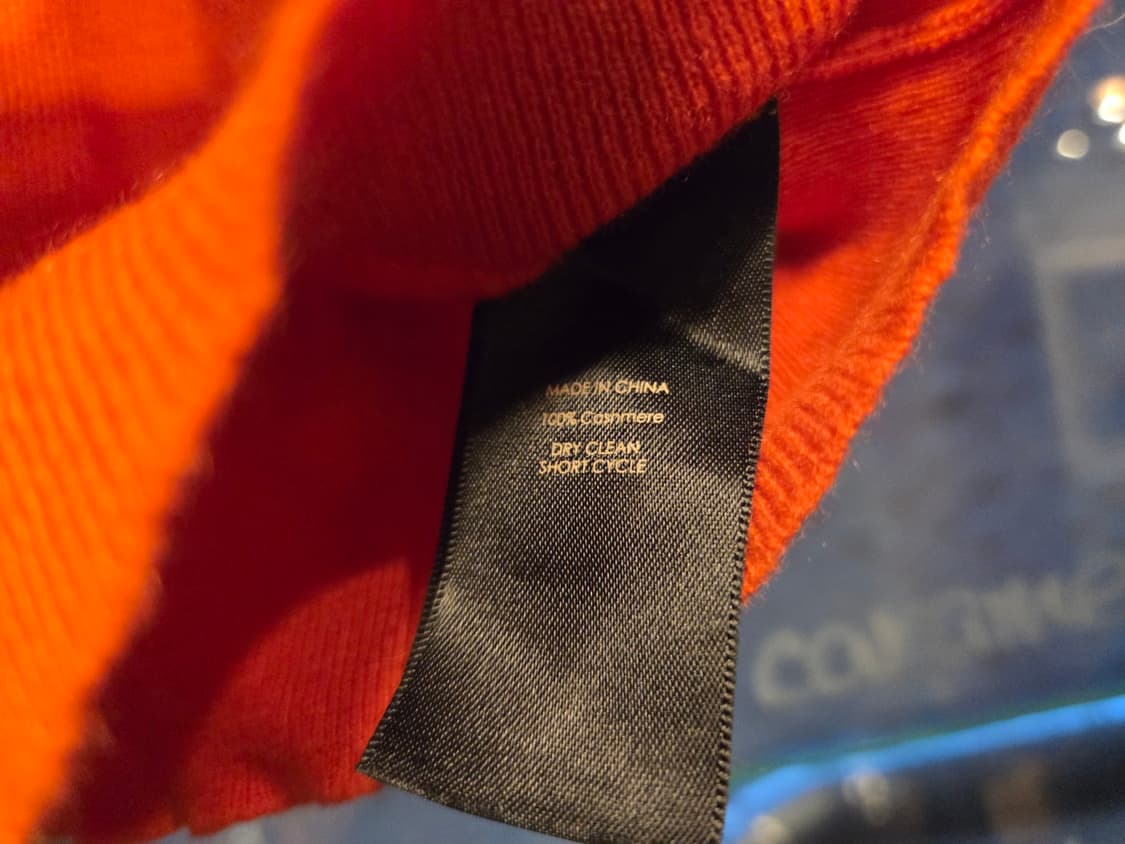 MADE IN CHINA
100% Cashmere
DRY CLEAN
SHORT CYCLE